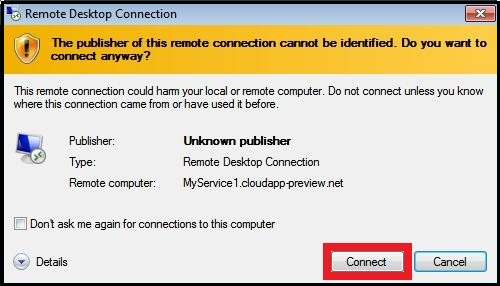 Remote Desktop Connection
The publisher of this remote connection cannot be identified. Do you want to
connect anyway?
This remote connection could harm your local or remote computer. Do not connect unless you know
where this connection came from or have used it before.
Publisher: Unknown publisher
Type: Remote Desktop Connection
Remote computer: MyService1.cloudapp-preview.net
Don't ask me again for connections to this computer
Details Connect Cancel